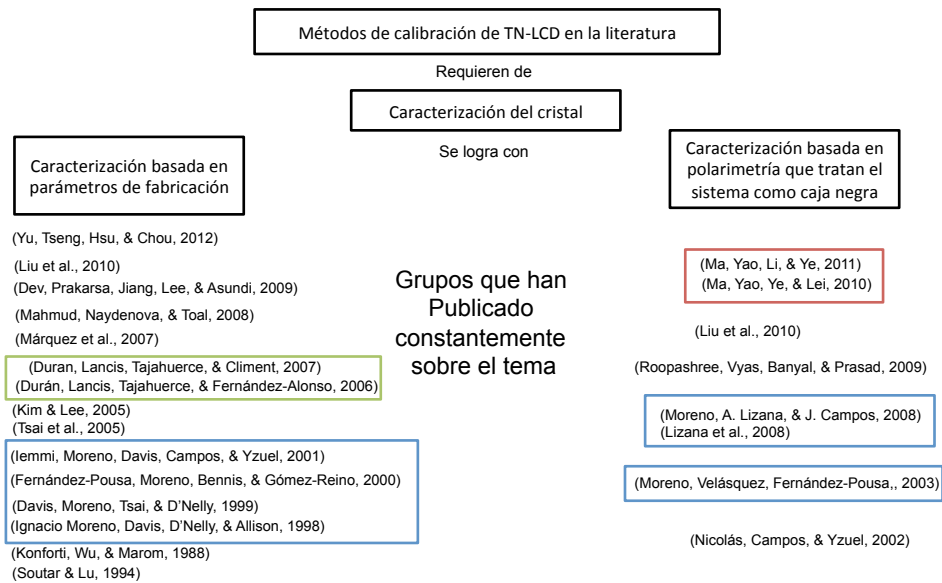 Métodos de calibración de TN-LCD en la literatura
Requieren de
Caracterización del cristal
Se logra con
Caracterización basada en
parámetros de fabricación
(Yu, Tseng, Hsu, & Chou, 2012)
(Liu et al., 2010)
(Dev, Prakarsa, Jiang, Lee, & Asundi, 2009)
(Mahmud, Naydenova, & Toal, 2008)
(Márquez et al., 2007)
(Duran, Lancis, Tajahuerce, & Climent, 2007)
(Durán, Lancis, Tajahuerce, & Fernández-Alonso, 2006)
(Kim & Lee, 2005)
(Tsai et al., 2005)
(Iemmi, Moreno, Davis, Campos, & Yzuel, 2001)
(Fernández-Pousa, Moreno, Bennis, & Gómez-Reino, 2000)
(Davis, Moreno, Tsai, & D'Nelly, 1999)
(Ignacio Moreno, Davis, D'Nelly, & Allison, 1998)
(Konforti, Wu, & Marom, 1988)
(Soutar & Lu, 1994)
Grupos que han
Publicado
constantemente
sobre el tema
Caracterización basada en
polarimetría que tratan el
sistema como caja negra
(Ma, Yao, Li, & Ye, 2011)
(Ma, Yao, Ye, & Lei, 2010)
(Liu et al., 2010)
(Roopashree, Vyas, Banyal, & Prasad, 2009)
(Moreno, A. Lizana, & J. Campos, 2008)
(Lizana et al., 2008)
(Moreno, Velásquez, Fernández-Pousa,, 2003)
(Nicolás, Campos, & Yzuel, 2002)